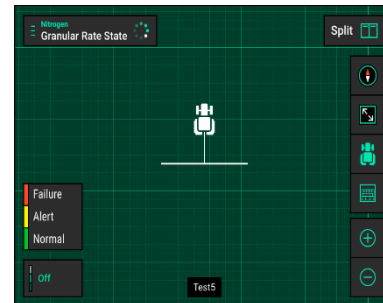 Nitrogen
Granular Rate State
Split
Failure
Alert
Normal
Off
Test5